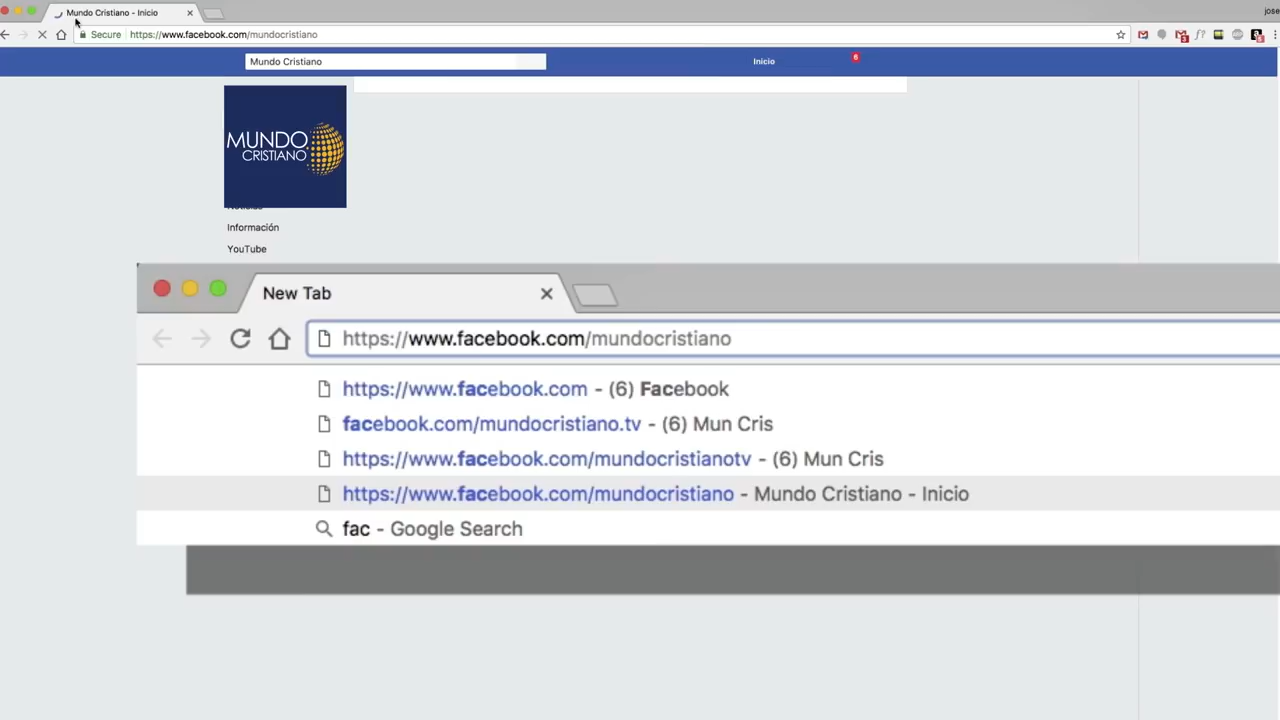 Mundo Cristiano - Inicio
jose
Secure https://www.facebook.com/mundocristiano
Mundo Cristiano
Inicio
6
MUNDO
CRISTIANO
Información
YouTube
New Tab
https://www.facebook.com/mundocristiano
https://www.facebook.com - (6) Facebook
facebook.com/mundocristiano.tv - (6) Mun Cris
https://www.facebook.com/mundocristianotv - (6) Mun Cris
https://www.facebook.com/mundocristiano - Mundo Cristiano - Inicio
fac - Google Search